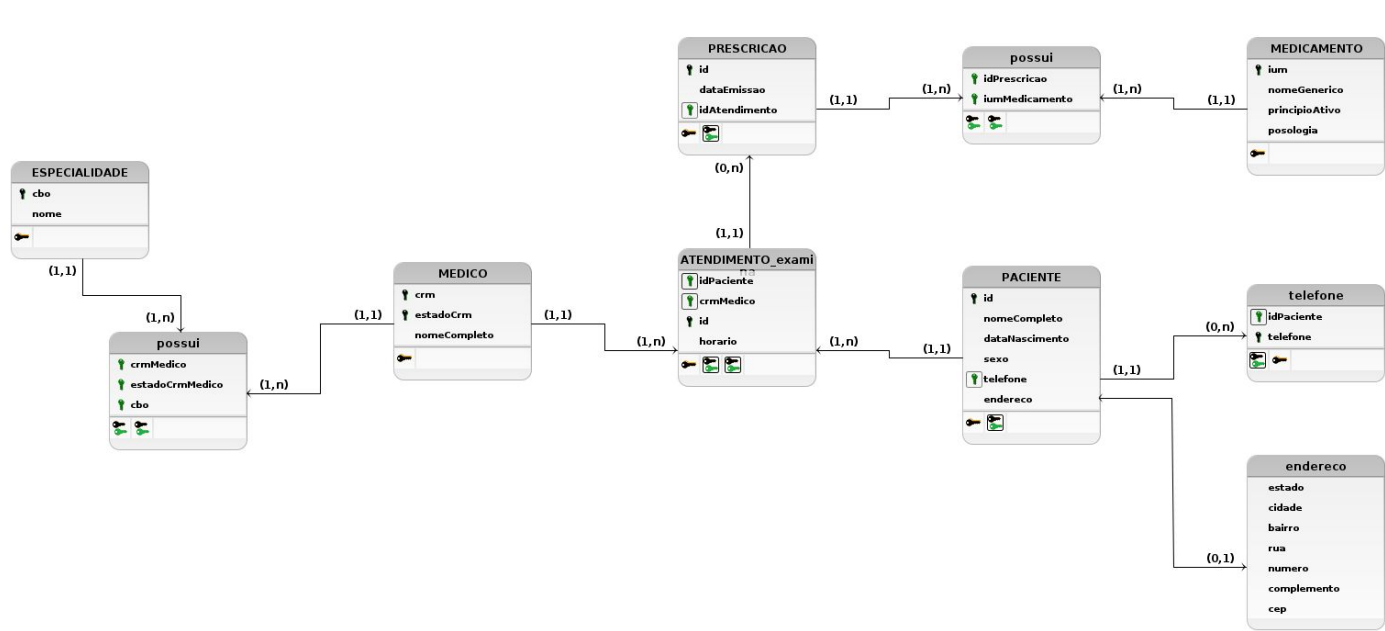 PRESCRICAO
id
dataEmissao
idAtendimento
(1,1)
(1,n)
possui
idPrescricao
iumMedicamento
(1,n)
(1,1)
MEDICAMENTO
ium
nomeGenerico
principioAtivo
posologia
ESPECIALIDADE
cbo
nome
(1,1)
(1,n)
possui
crmMedico
estadoCrmMedico
cbo
(1,n)
(1,1)
MEDICO
crm
estadoCrm
nomeCompleto
(1,1)
(1,n)
(0,n)
(1,1)
ATENDIMENTO_exami
na
idPaciente
crmMedico
id
horario
(1,n)
(1,1)
PACIENTE
id
nomeCompleto
dataNascimento
sexo
telefone
endereco
(1,1)
(0,n)
telefone
idPaciente
telefone
(0,1)
endereco
estado
cidade
bairro
rua
numero
complemento
cep